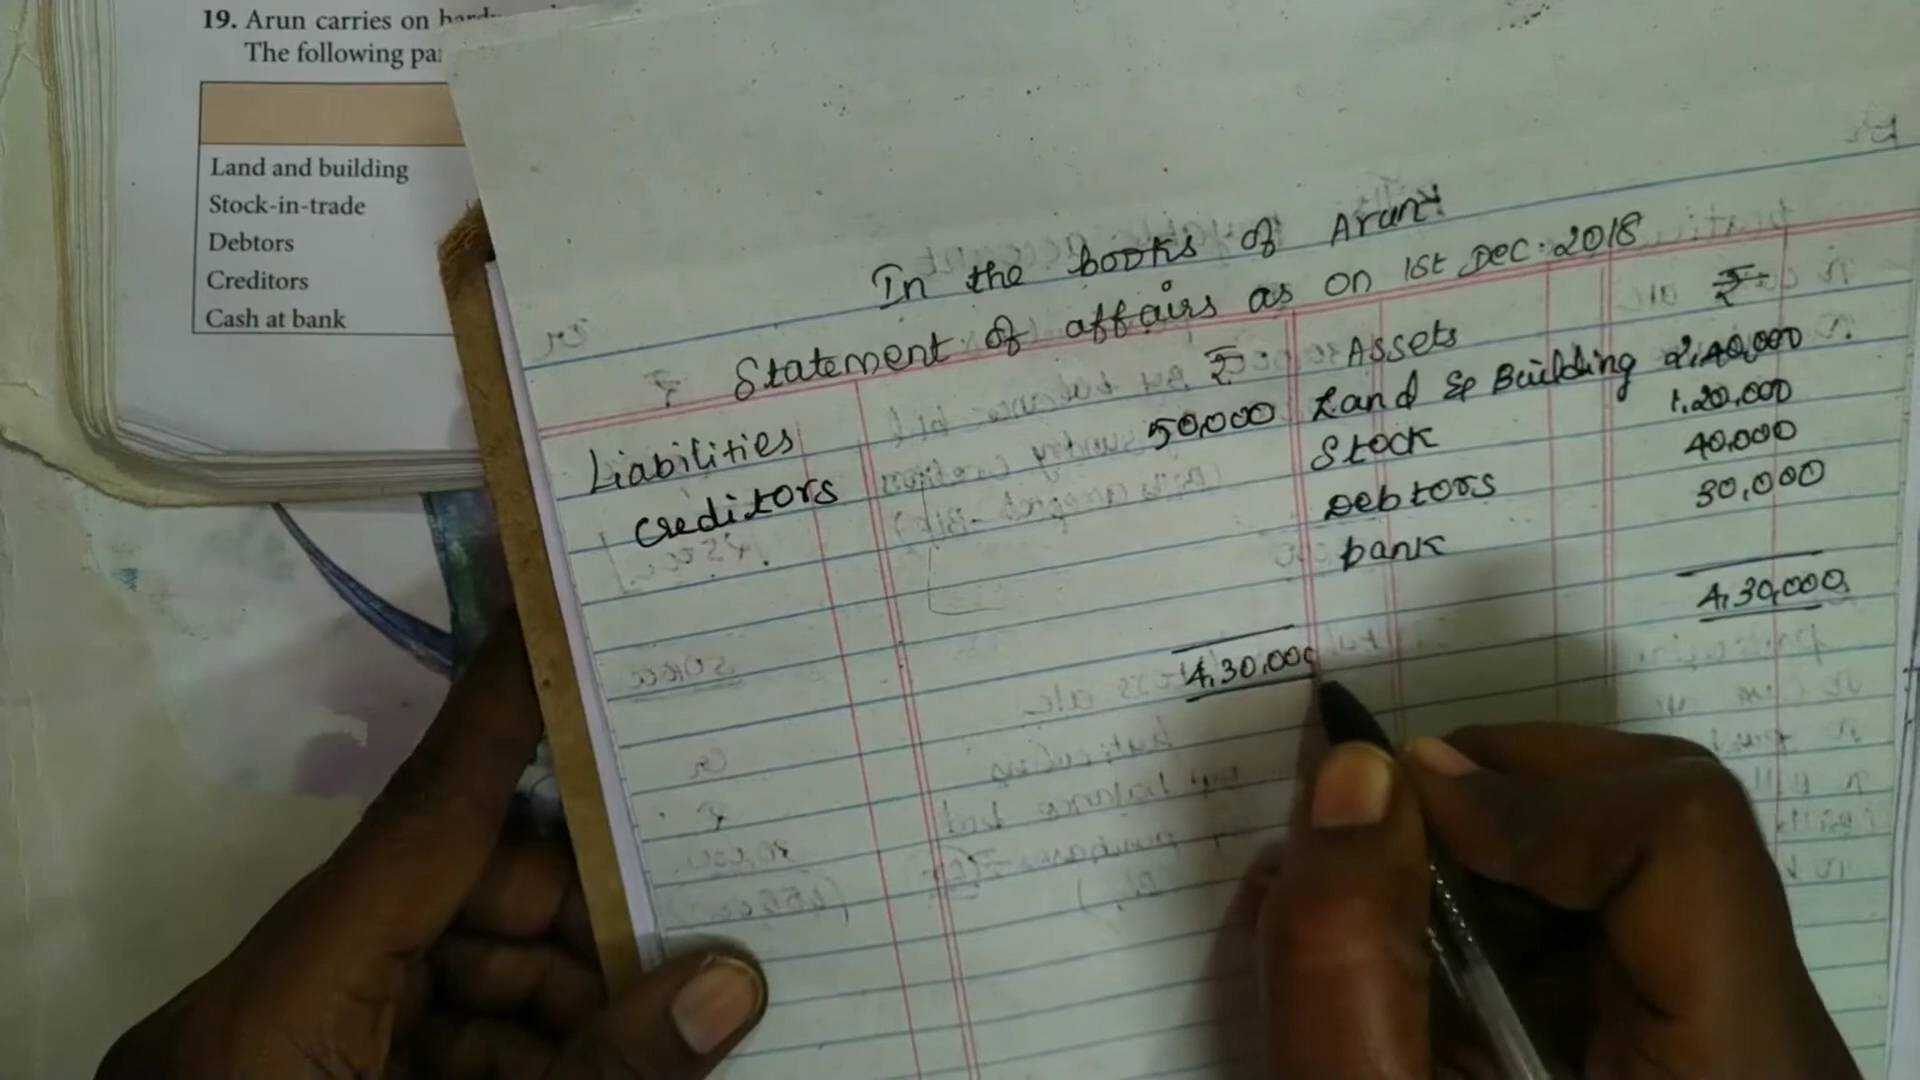 19. Arun carries on
The following
Land and building
Stock-in-trade
Debtors
Creditors
Cash at bank
In the books of Arun
Statement of affairs as on 1st Dec. 2018
Liabilities ₹ Assets ₹
Creditors 50,000 Land & Building 2,40,000
Stock 1,20,000
Debtors 40,000
bank 30,000
4,30,000
4,30,000